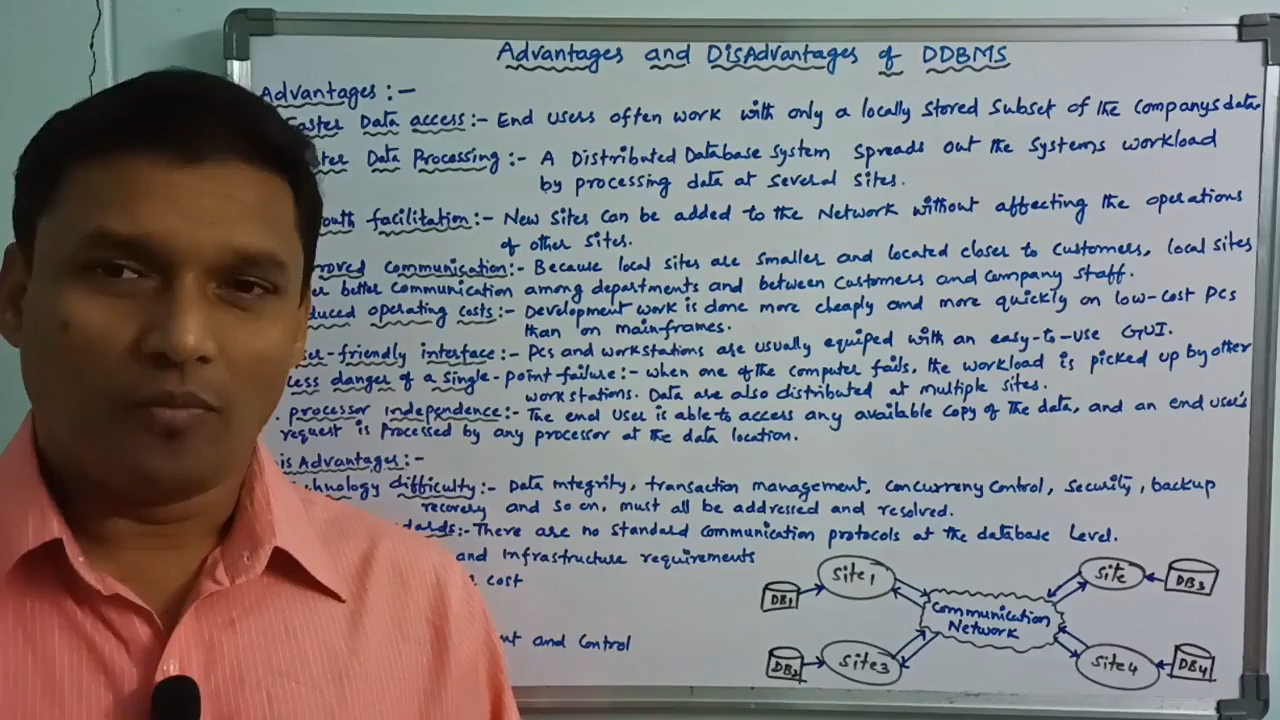 Advantages and DisAdvantages of DDBMS
Advantages :-
Data access :- End users often work with only a locally stored subset of the companys data.
Data Processing :- A Distributed Database System spreads out the systems workload
by processing data at several sites.
facilitation :- New sites can be added to the Network without affecting the operations
of other sites.
communication :- Because local sites are smaller and located closer to customers, local sites
better communication among departments and between customers and company staff.
operating costs :- Development work is done more cheaply and more quickly on low-cost PCs
than on mainframes.
-friendly interface :- PCs and workstations are usually equiped with an easy-to-use GUI.
less danger of a single-point failure :- when one of the computer fails, the workload is picked up by other
workstations. Data are also distributed at multiple sites.
processor independence :- The end user is able to access any available copy of the data, and an end user's
request is processed by any processor at the data location.
isAdvantages :-
difficulty :- Data integrity, transaction management, concurreny control, security, backup
recovery and so on, must all be addressed and resolved.
dards :- There are no standard communication protocols at the database level.
and infrastructure requirements
cost
nt and control
Site1
DB1
Site
DB3
Communication
Network
DB2
Site3
Site4
DB4